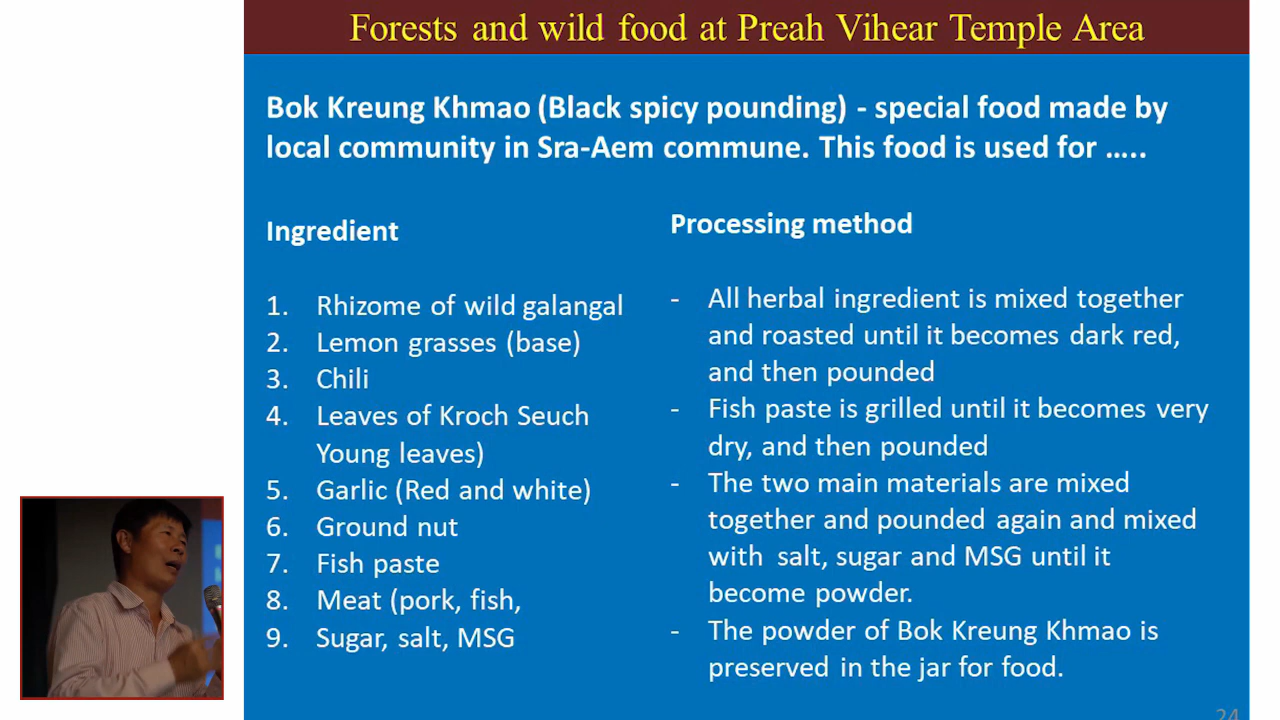 Forests and wild food at Preah Vihear Temple Area
Bok Kreung Khmao (Black spicy pounding) - special food made by
local community in Sra-Aem commune. This food is used for .....
Ingredient
1. Rhizome of wild galangal
2. Lemon grasses (base)
3. Chili
4. Leaves of Kroch Seuch
Young leaves)
5. Garlic (Red and white)
6. Ground nut
7. Fish paste
8. Meat (pork, fish,
9. Sugar, salt, MSG
Processing method
- All herbal ingredient is mixed together
and roasted until it becomes dark red,
and then pounded
- Fish paste is grilled until it becomes very
dry, and then pounded
- The two main materials are mixed
together and pounded again and mixed
with salt, sugar and MSG until it
become powder.
- The powder of Bok Kreung Khmao is
preserved in the jar for food.
24